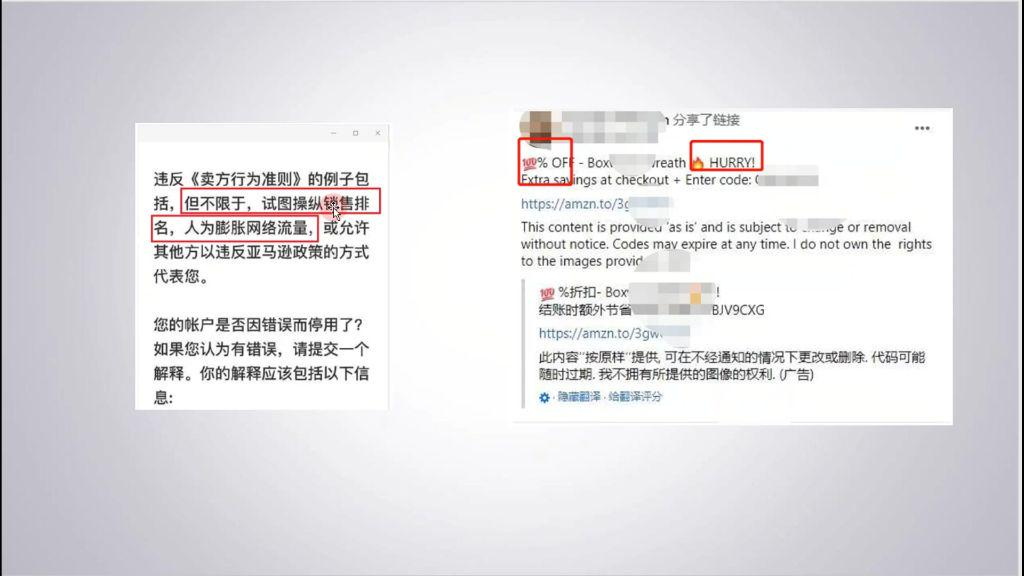 违反《卖方行为准则》的例子包
括，但不限于，试图操纵销售排
名，人为膨胀网络流量，或允许
其他方以违反亚马逊政策的方式
代表您。
您的帐户是否因错误而停用了？
如果您认为有错误，请提交一个
解释。你的解释应该包括以下信
息:
分享了链接
💯% OFF - Box 🔥 HURRY!
Extra savings at checkout + Enter code:
https://amzn.to/3g
This content is provided 'as is' and is subject to change or removal
without notice. Codes may expire at any time. I do not own the rights
to the images
💯 %折扣- Box !
结账时额外节省 BJV9CXG
https://amzn.to/3g
此内容"按原样"提供, 可在不经通知的情况下更改或删除. 代码可能
随时过期. 我不拥有所提供的图像的权利. (广告)
隐藏翻译 · 给翻译评分